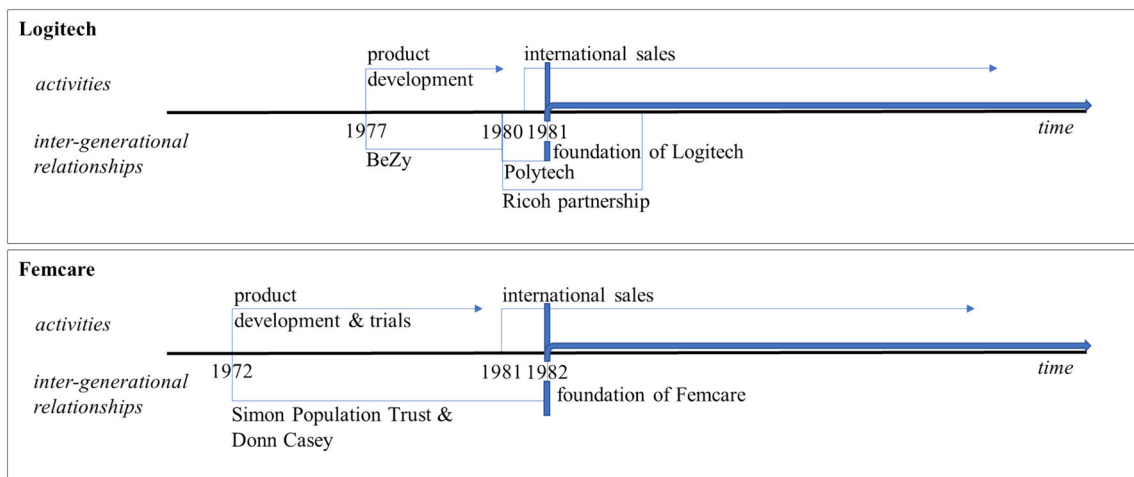 Logitech
product
development
international sales
activities
1977
1980
1981
time
inter-generational
relationships
BeZy
foundation of Logitech
Polytech
Ricoh partnership
Femcare
product
development & trials
international sales
activities
1972
1981
1982
time
inter-generational
relationships
foundation of Femcare
Simon Population Trust &
Donn Casey